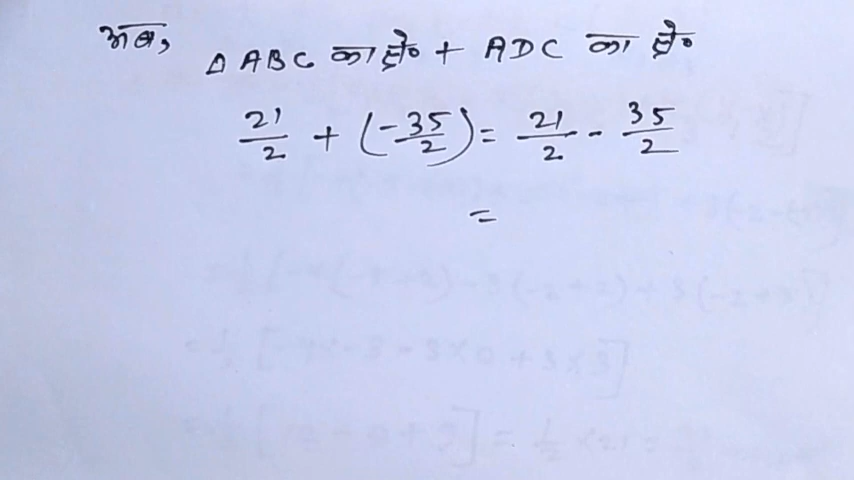 अब,
△ABC का क्षे० + ADC का क्षे०
21/2 + (-35/2) = 21/2 - 35/2
=